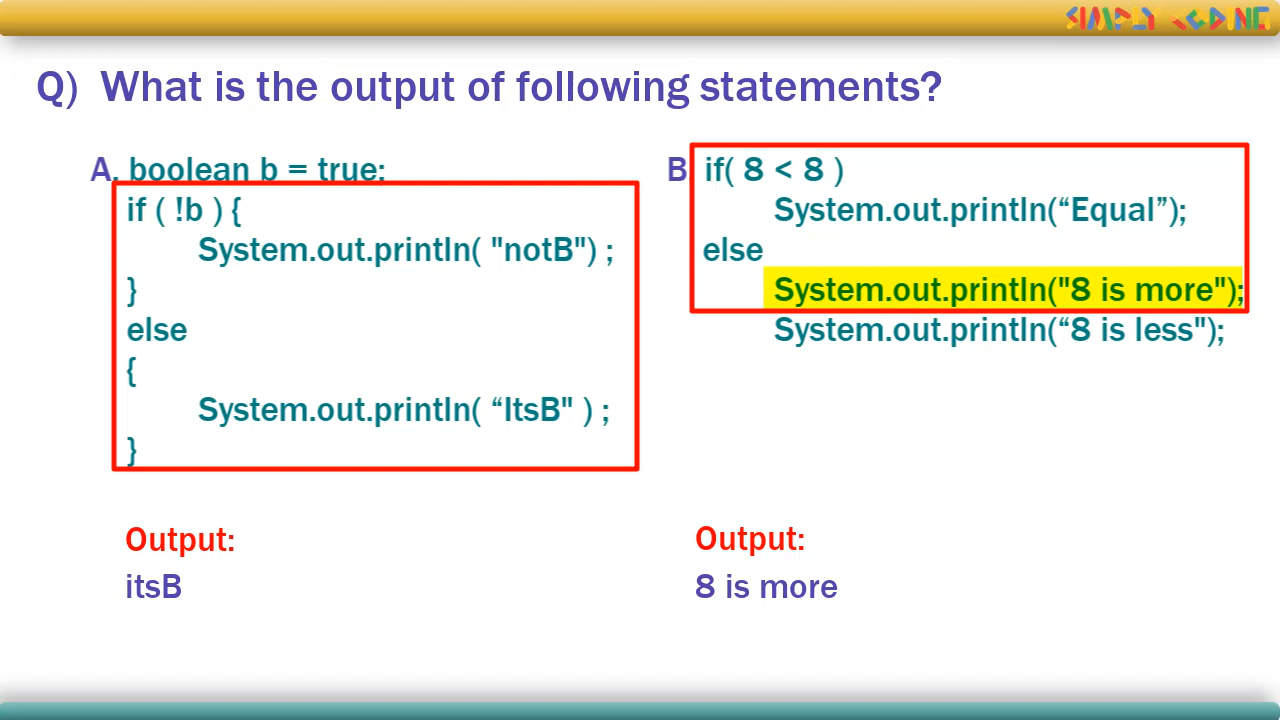 SIMPLY CODING
Q) What is the output of following statements?
A. boolean b = true;
if ( !b ) {
System.out.println( "notB") ;
}
else
{
System.out.println( “ItsB" ) ;
}
Output:
itsB
B
if( 8 < 8 )
System.out.println(“Equal”);
else
System.out.println("8 is more");
System.out.println(“8 is less");
Output:
8 is more